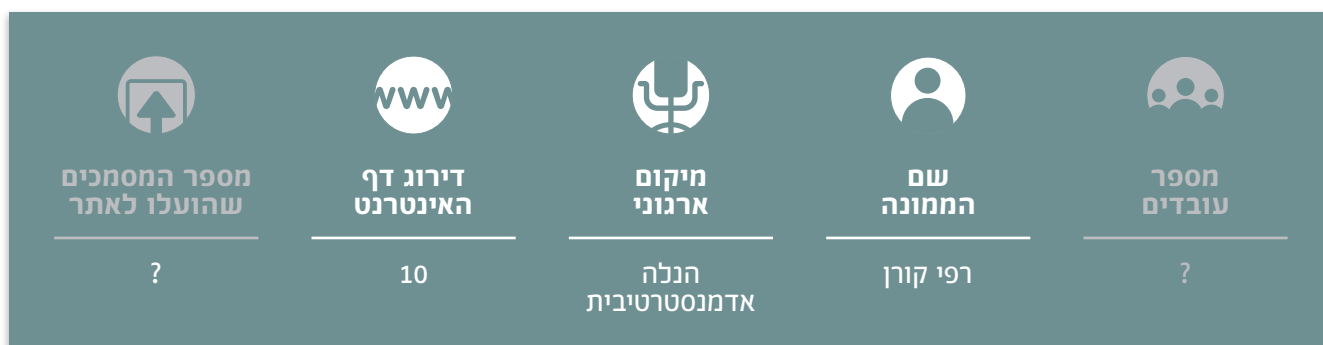 מספר
עובדים
?
שם
הממונה
רפי קורן
מיקום
ארגוני
הנלה
אדמנסטרטיבית
WWW
דירוג דף
האינטרנט
10
מספר המסמכים
שהועלו לאתר
?